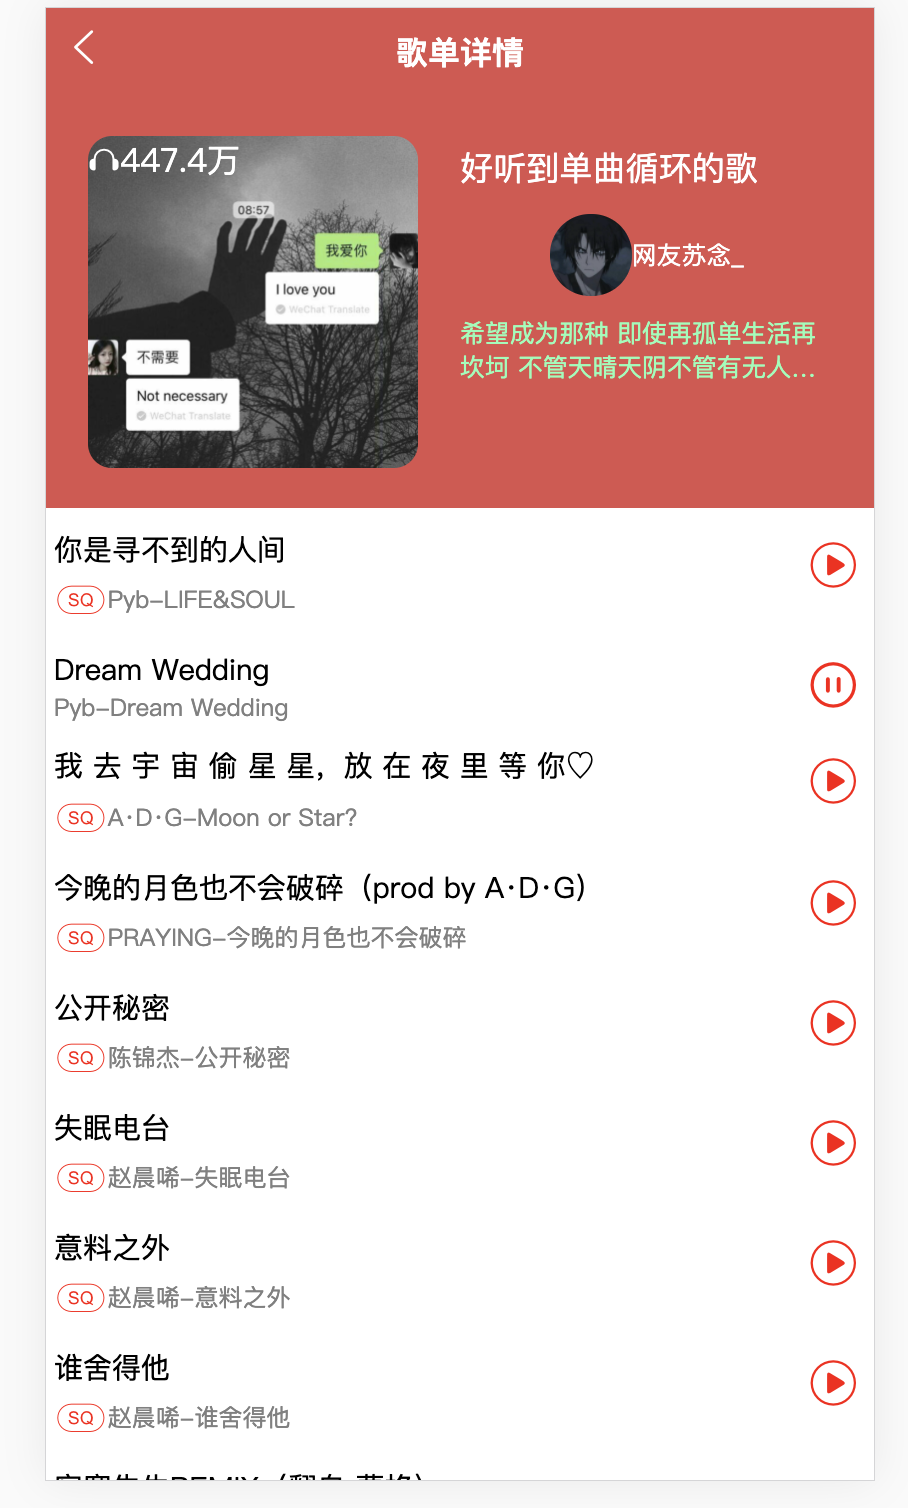 歌单详情
447.4万
08:57
我爱你
I love you
WeChat Translate
不需要
Not necessary
WeChat Translate
好听到单曲循环的歌
网友苏念_
希望成为那种 即使再孤单生活再
坎坷 不管天晴天阴不管有无人...
你是寻不到的人间
SQ Pyb-LIFE&SOUL
Dream Wedding
Pyb-Dream Wedding
我 去 宇 宙 偷 星 星，放 在 夜 里 等 你♡
SQ A·D·G-Moon or Star?
今晚的月色也不会破碎（prod by A·D·G）
SQ PRAYING-今晚的月色也不会破碎
公开秘密
SQ 陈锦杰-公开秘密
失眠电台
SQ 赵晨唏-失眠电台
意料之外
SQ 赵晨唏-意料之外
谁舍得他
SQ 赵晨唏-谁舍得他